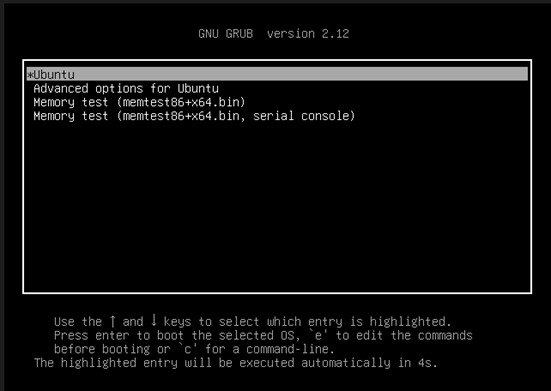 GNU GRUB version 2.12
*Ubuntu
Advanced options for Ubuntu
Memory test (memtest86+x64.bin)
Memory test (memtest86+x64.bin, serial console)
Use the ↑ and ↓ keys to select which entry is highlighted.
Press enter to boot the selected OS, `e' to edit the commands
before booting or `c' for a command-line.
The highlighted entry will be executed automatically in 4s.